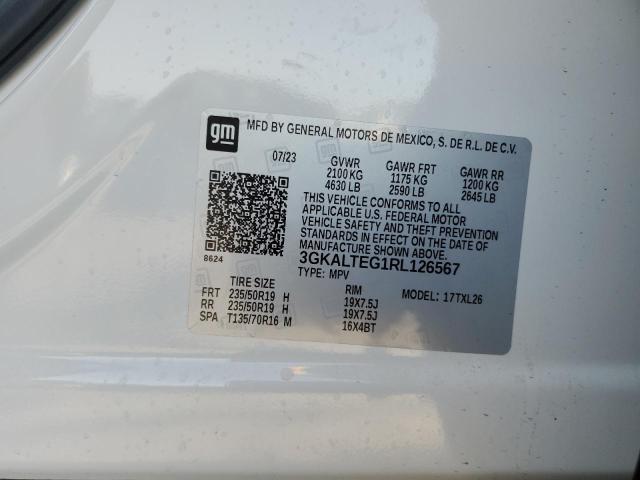 gm MFD BY GENERAL MOTORS DE MEXICO, S. DE R.L. DE C.V.
07/23 GVWR GAWR FRT GAWR RR
2100 KG 1175 KG 1200 KG
4630 LB 2590 LB 2645 LB
THIS VEHICLE CONFORMS TO ALL
APPLICABLE U.S. FEDERAL MOTOR
VEHICLE SAFETY AND THEFT PREVENTION
STANDARDS IN EFFECT ON THE DATE OF
MANUFACTURE SHOWN ABOVE.
8624 3GKALTEG1RL126567
TYPE: MPV MODEL: 17TXL26
TIRE SIZE RIM
FRT 235/50R19 H 19X7.5J
RR 235/50R19 H 19X7.5J
SPA T135/70R16 M 16X4BT